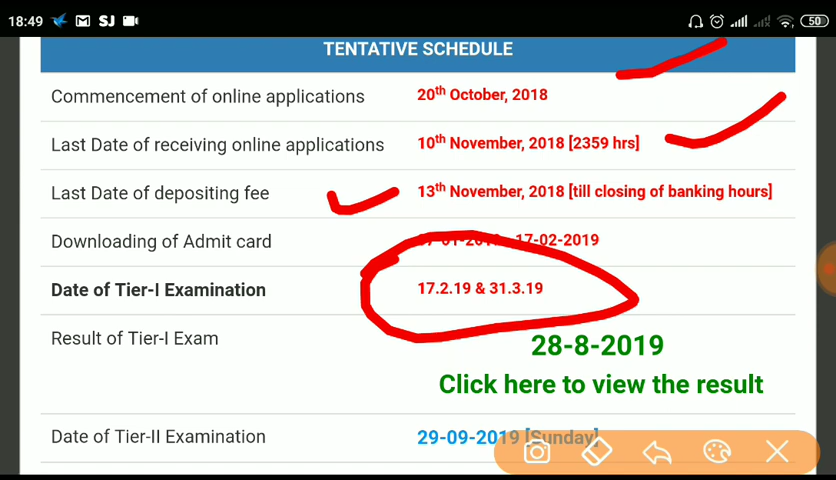 18:49 SJ 50
TENTATIVE SCHEDULE
Commencement of online applications 20th October, 2018
Last Date of receiving online applications 10th November, 2018 [2359 hrs]
Last Date of depositing fee 13th November, 2018 [till closing of banking hours]
Downloading of Admit card 17-02-2019
Date of Tier-I Examination 17.2.19 & 31.3.19
Result of Tier-I Exam 28-8-2019
Click here to view the result
Date of Tier-II Examination 29-09-2019 [Sunday]